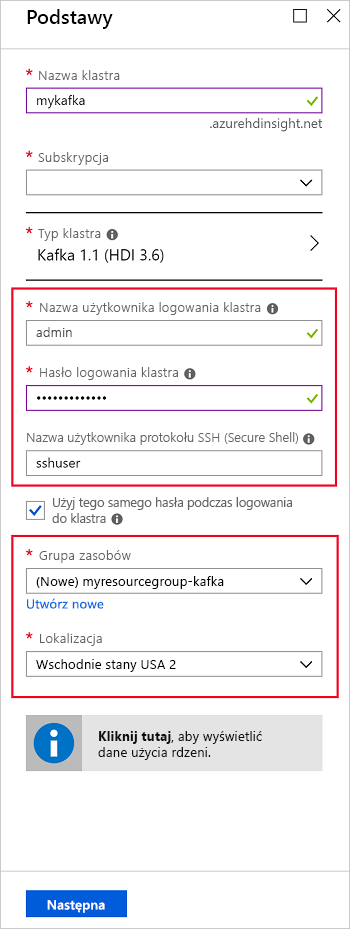 Podstawy
* Nazwa klastra
mykafka
.azurehdinsight.net
* Subskrypcja
* Typ klastra
Kafka 1.1 (HDI 3.6)
* Nazwa użytkownika logowania klastra
admin
* Hasło logowania klastra
•••••••••••••
Nazwa użytkownika protokołu SSH (Secure Shell)
sshuser
Użyj tego samego hasła podczas logowania
do klastra
* Grupa zasobów
(Nowe) myresourcegroup-kafka
Utwórz nowe
* Lokalizacja
Wschodnie stany USA 2
Kliknij tutaj, aby wyświetlić
dane użycia rdzeni.
Następna